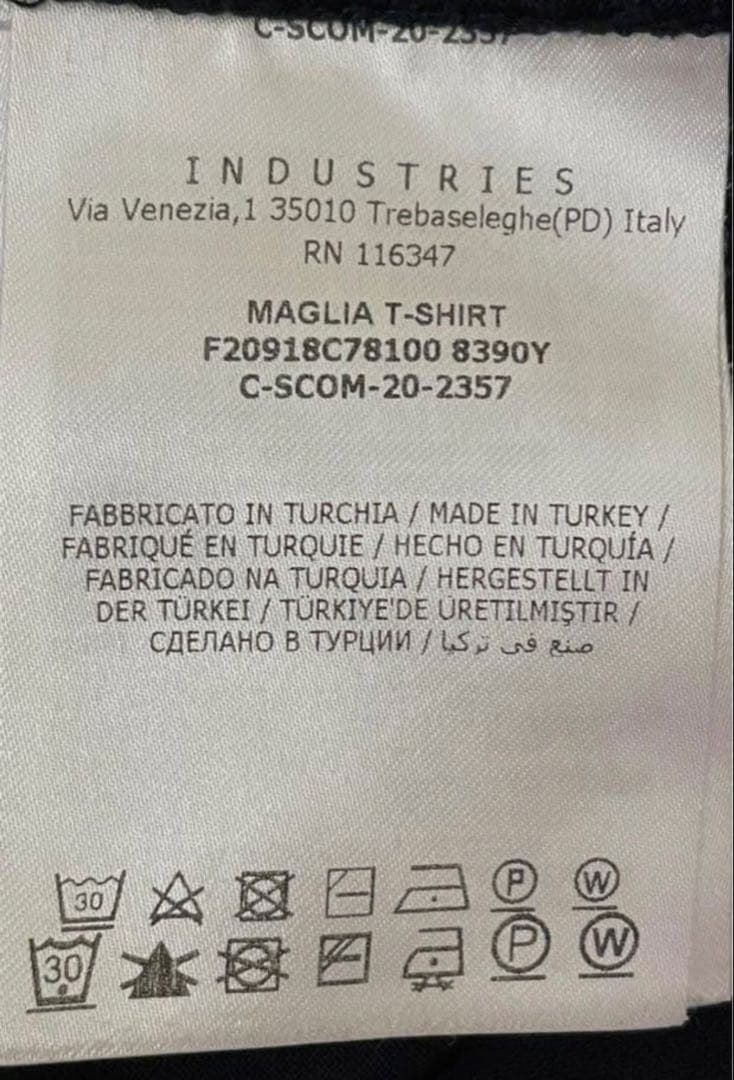 C-SCOM-20-2357
INDUSTRIES
Via Venezia,1 35010 Trebaseleghe(PD) Italy
RN 116347
MAGLIA T-SHIRT
F20918C78100 8390Y
C-SCOM-20-2357
FABBRICATO IN TURCHIA / MADE IN TURKEY /
FABRIQUÉ EN TURQUIE / HECHO EN TURQUÍA /
FABRICADO NA TURQUIA / HERGESTELLT IN
DER TÜRKEI / TÜRKIYE'DE ÜRETILMIŞTIR /
СДЕЛАНО В ТУРЦИИ / صنع في تركيا
30 P W
30 P W